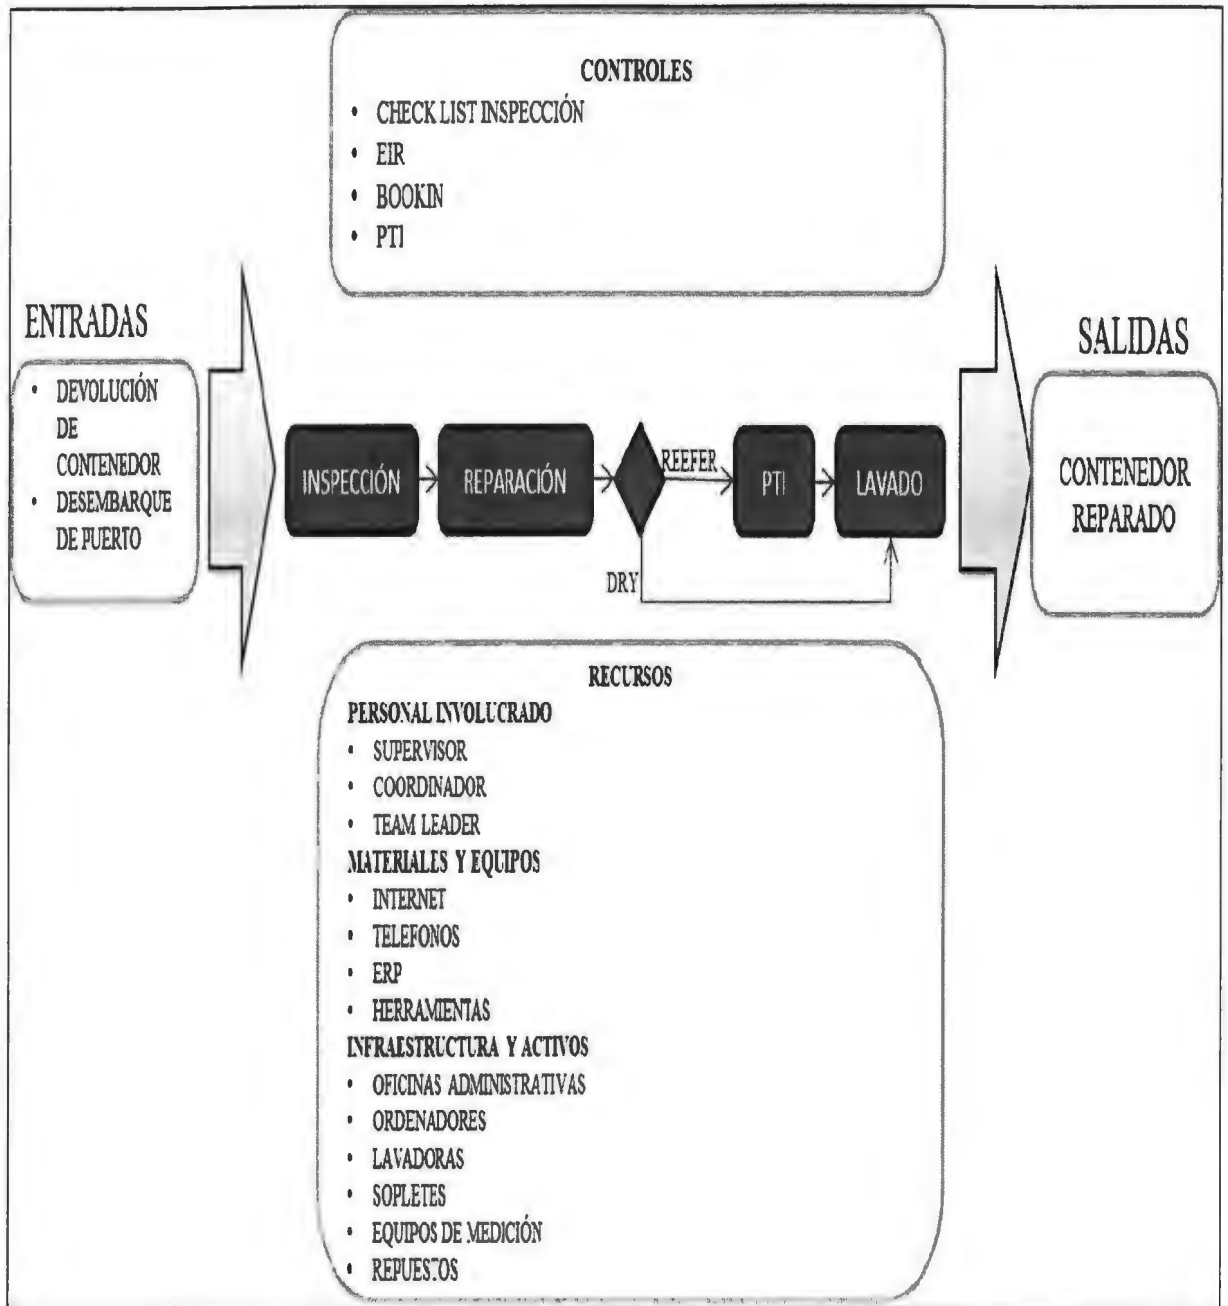 CONTROLES
• CHECK LIST INSPECCIÓN
• EIR
• BOOKIN
• PTI
ENTRADAS
• DEVOLUCIÓN
DE
CONTENEDOR
• DESEMBARQUE
DE PUERTO
INSPECCIÓN
REPARACIÓN
REEFER
PTI
LAVADO
DRY
SALIDAS
CONTENEDOR
REPARADO
RECURSOS
PERSONAL INVOLUCRADO
• SUPERVISOR
• COORDINADOR
• TEAM LEADER
MATERIALES Y EQUIPOS
• INTERNET
• TELEFONOS
• ERP
• HERRAMIENTAS
INFRAESTRUCTURA Y ACTIVOS
• OFICINAS ADMINISTRATIVAS
• ORDENADORES
• LAVADORAS
• SOPLETES
• EQUIPOS DE MEDICIÓN
• REPUESTOS